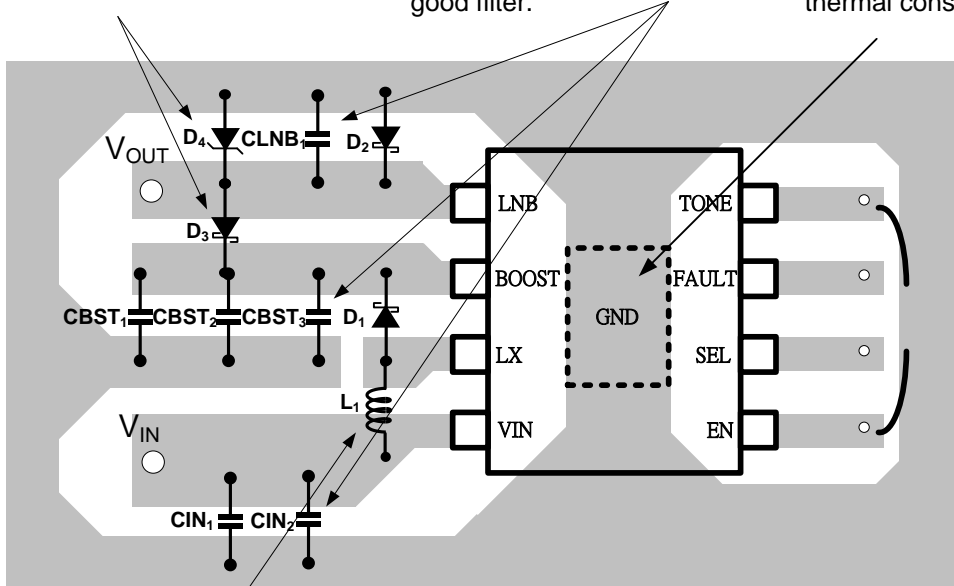 good filter.
thermal cons
D4 CLNB1 D2
VOUT
LNB TONE
D3
BOOST FAULT
GND
CBST1 CBST2 CBST3 D1
LX SEL
L1
VIN
VIN EN
CIN1 CIN2